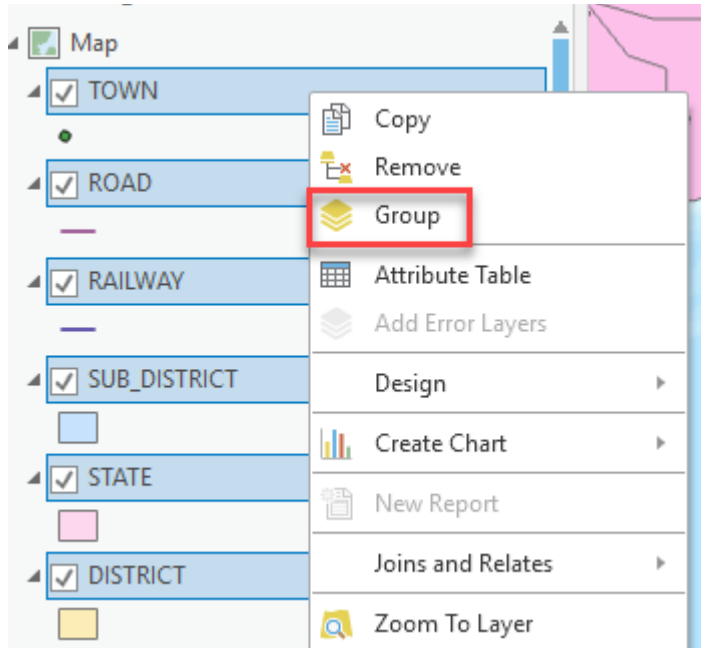 Map
TOWN
ROAD
RAILWAY
SUB_DISTRICT
STATE
DISTRICT
Copy
Remove
Group
Attribute Table
Add Error Layers
Design
Create Chart
New Report
Joins and Relates
Zoom To Layer